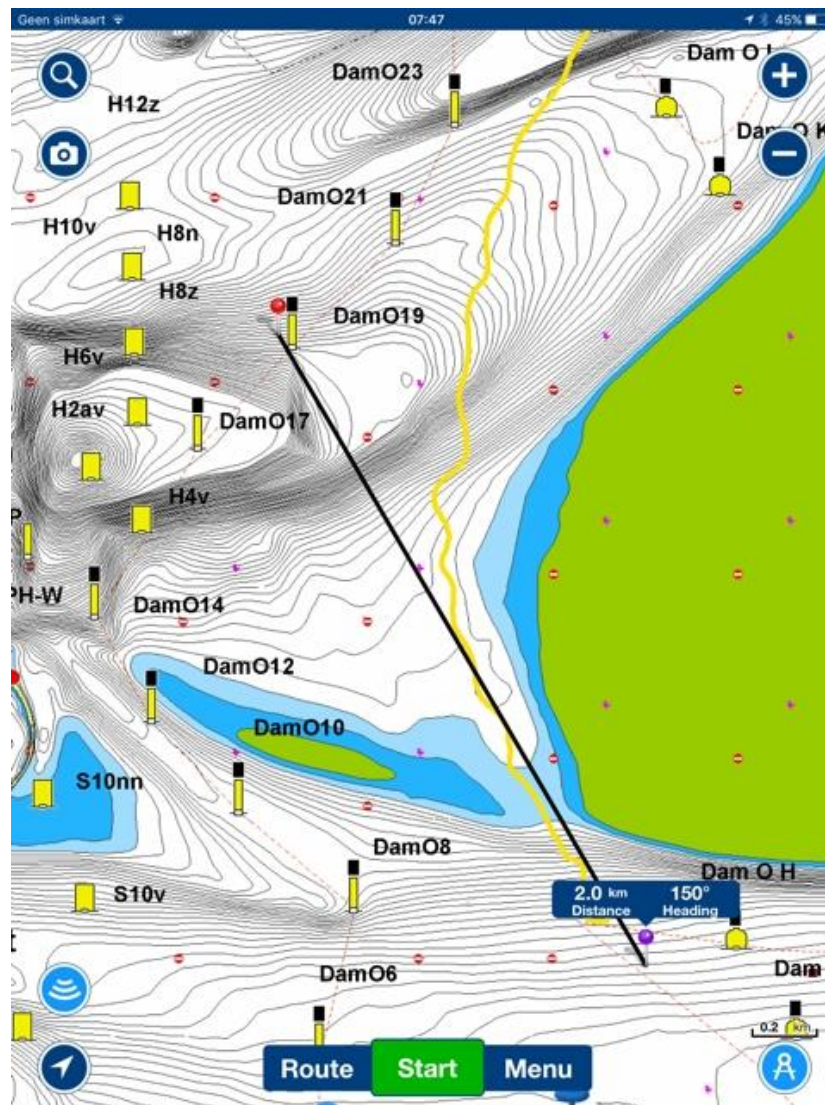 Geen simkaart 07:47 45%
DamO23
Dam O I
H12z
Dam O K
DamO21
H10v
H8n
H8z
DamO19
H6v
H2av
DamO17
H4v
P
PH-W
DamO14
DamO12
DamO10
S10nn
DamO8
Dam O H
S10v
2.0 km 150°
Distance Heading
DamO6
Dam
0.2 km
Route Start Menu